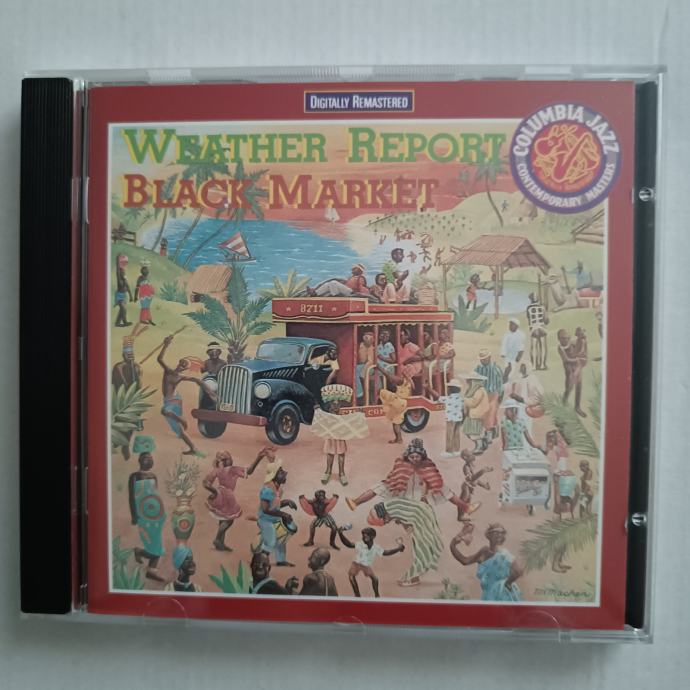 DIGITALLY REMASTERED
WEATHER REPORT
BLACK MARKET
COLUMBIA JAZZ
CONTEMPORARY MASTERS
8711